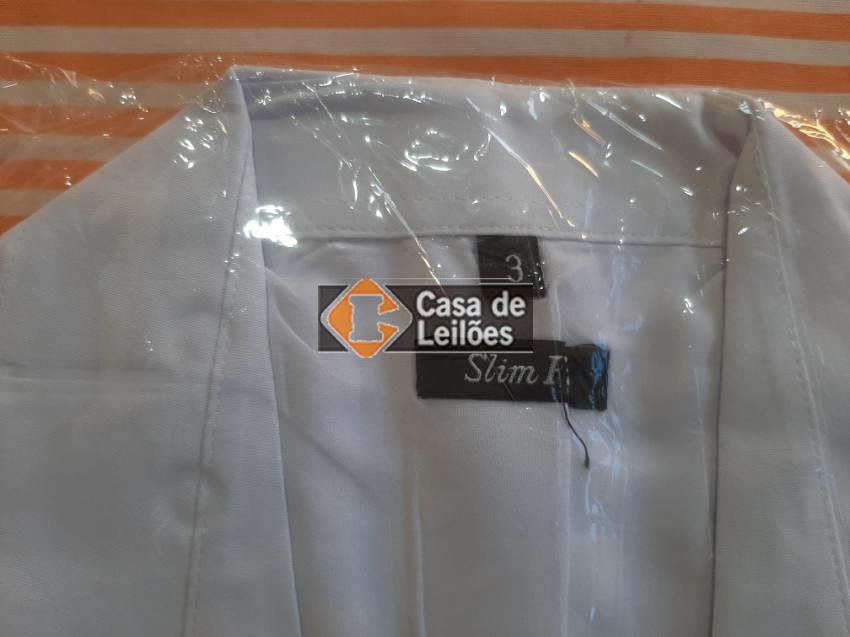 3
Casa de
Leilões
Slim F